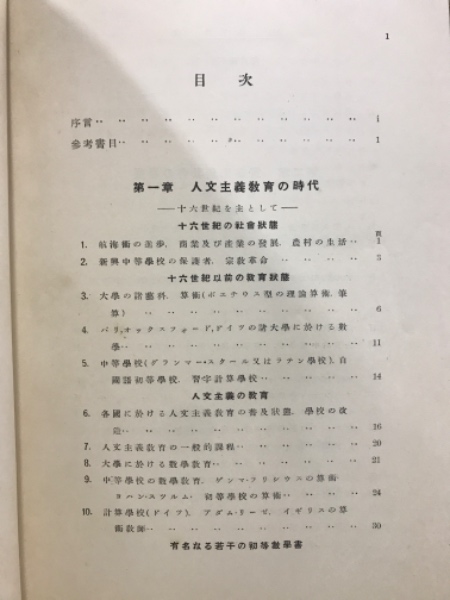 1
目次
序言‥ ‥ ‥ ‥ ‥ ‥ ‥ ‥ ‥ ‥ ‥ ‥ i
參考書目‥ ‥ ‥ ‥ ‥ ‥ ‥ ‥ ‥ ‥ 1
第一章 人文主義教育の時代
——十六世紀を主として——
十六世紀の社會狀態
頁
1. 航海術の進步, 商業及び產業の發展, 農村の生活‥ 1
2. 新興中等學校の保護者, 宗教革命‥ ‥ ‥ ‥ 3
十六世紀以前の教育狀態
3. 大學の諸學科, 算術(ボエチウス型の理論算術, 筆
算) ‥ ‥ ‥ ‥ ‥ ‥ ‥ ‥ ‥ 6
4. パリ, オックスフォード, ドイツの諸大學に於ける數
學‥ ‥ ‥ ‥ ‥ ‥ ‥ ‥ ‥ 11
5. 中等學校(グランマー・スクール又はラテン學校), 自
國語初等學校, 習字計算學校‥ ‥ ‥ ‥ 14
人文主義の教育
6. 各國に於ける人文主義教育の普及狀態, 學校の改
造‥ ‥ ‥ ‥ ‥ ‥ ‥ ‥ ‥ 16
7. 人文主義教育の一般的課程‥ ‥ ‥ ‥ ‥ 20
8. 大學に於ける數學教育‥ ‥ ‥ ‥ ‥ ‥ 21
9. 中等學校の數學教育, ゲンマ・フリシウスの算術・
ヨハン・スツルム・ 初等學校の算術‥ ‥ ‥ 24
10. 計算學校(ドイツ), アダム・リーゼ, イギリスの算
術教師‥ ‥ ‥ ‥ ‥ ‥ ‥ ‥ 30
有名なる若干の初等數學書